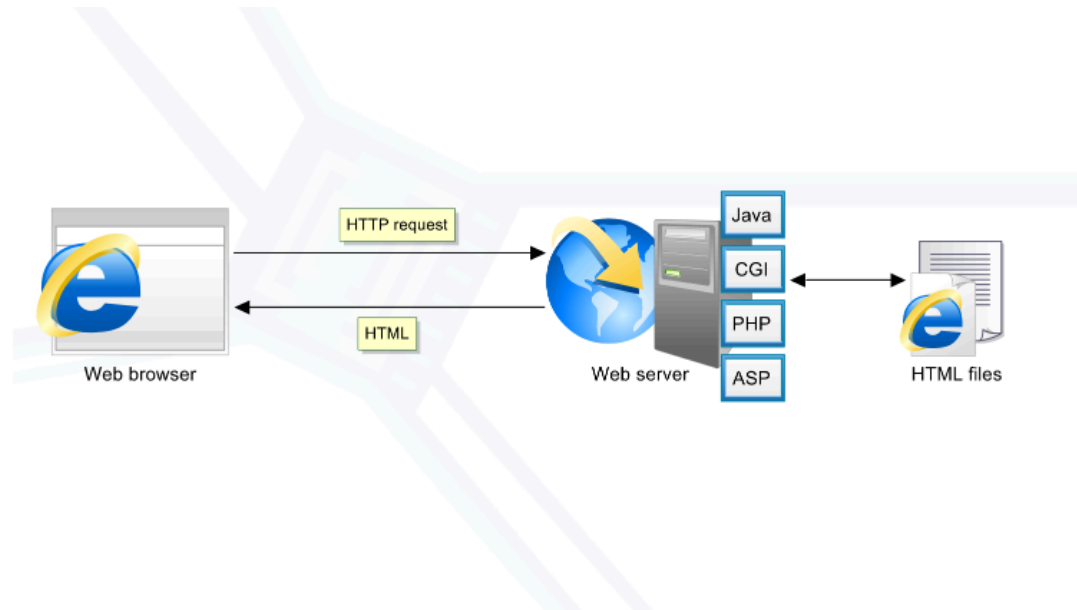 HTTP request
HTML
Web browser
Web server
Java
CGI
PHP
ASP
HTML files